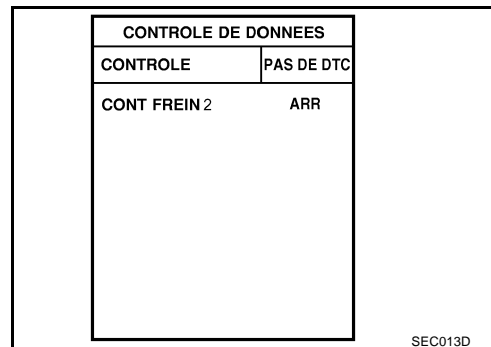 CONTROLE DE DONNEES
CONTROLE PAS DE DTC
CONT FREIN 2 ARR
SEC013D